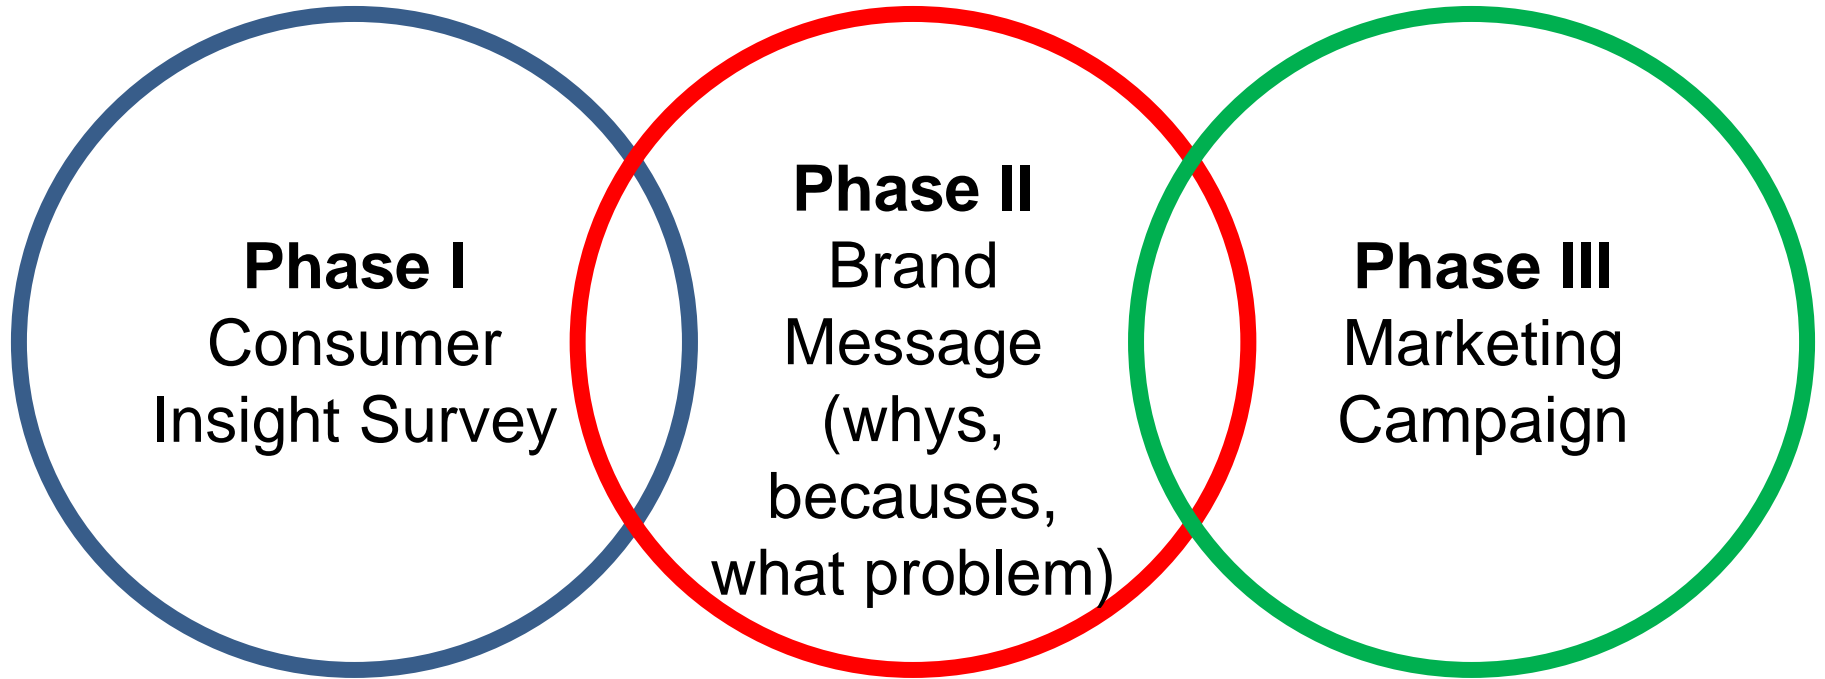 Phase I
Consumer
Insight Survey
Phase II
Brand
Message
(whys,
becauses,
what problem)
Phase III
Marketing
Campaign